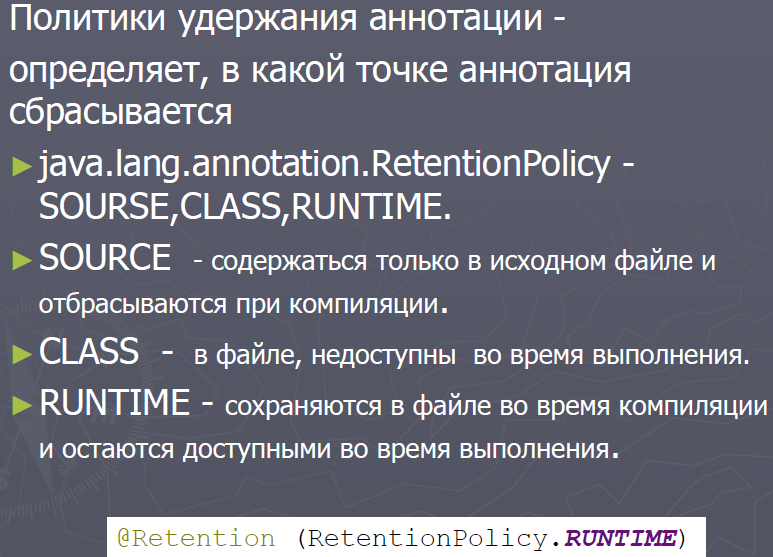 Политики удержания аннотации -
определяет, в какой точке аннотация
сбрасывается
►java.lang.annotation.RetentionPolicy -
SOURSE,CLASS,RUNTIME.
►SOURCE - содержаться только в исходном файле и
отбрасываются при компиляции.
►CLASS - в файле, недоступны во время выполнения.
►RUNTIME - сохраняются в файле во время компиляции
и остаются доступными во время выполнения.
@Retention (RetentionPolicy.RUNTIME)